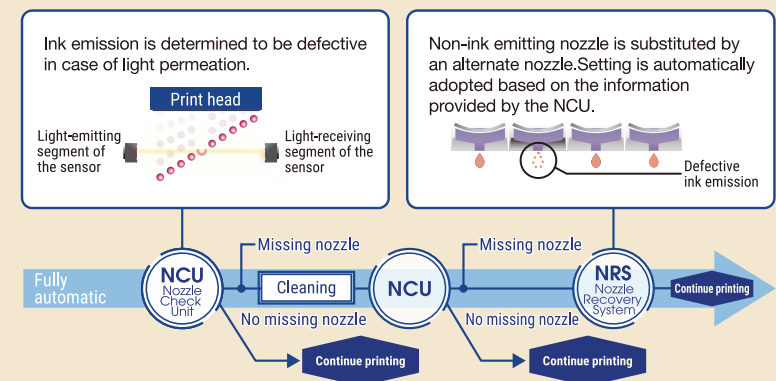 Ink emission is determined to be defective
in case of light permeation.
Print head
Light-emitting
segment of
the sensor
Light-receiving
segment of the
sensor
Non-ink emitting nozzle is substituted by
an alternate nozzle.Setting is automatically
adopted based on the information
provided by the NCU.
Defective
ink emission
Fully
automatic
NCU
Nozzle
Check
Unit
Missing nozzle
Cleaning
No missing nozzle
Continue printing
NCU
Missing nozzle
No missing nozzle
Continue printing
NRS
Nozzle
Recovery
System
Continue printing